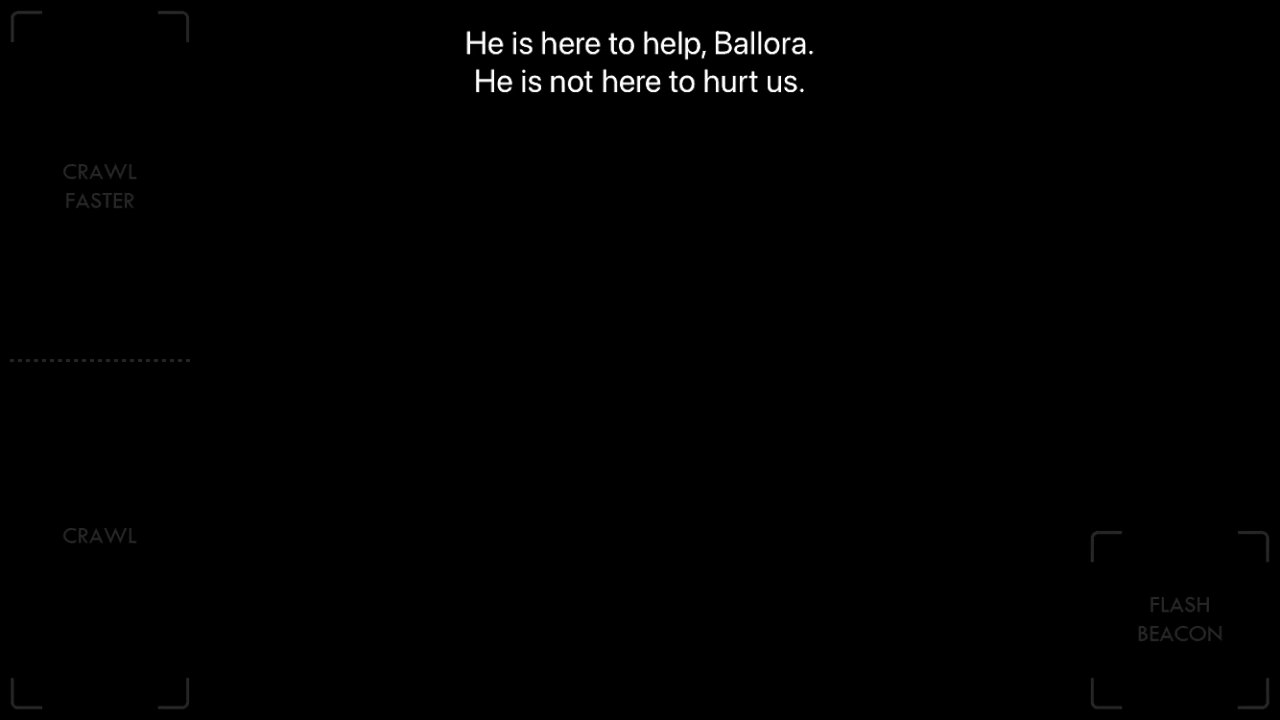 He is here to help, Ballora.
He is not here to hurt us.
CRAWL
FASTER
CRAWL
FLASH
BEACON